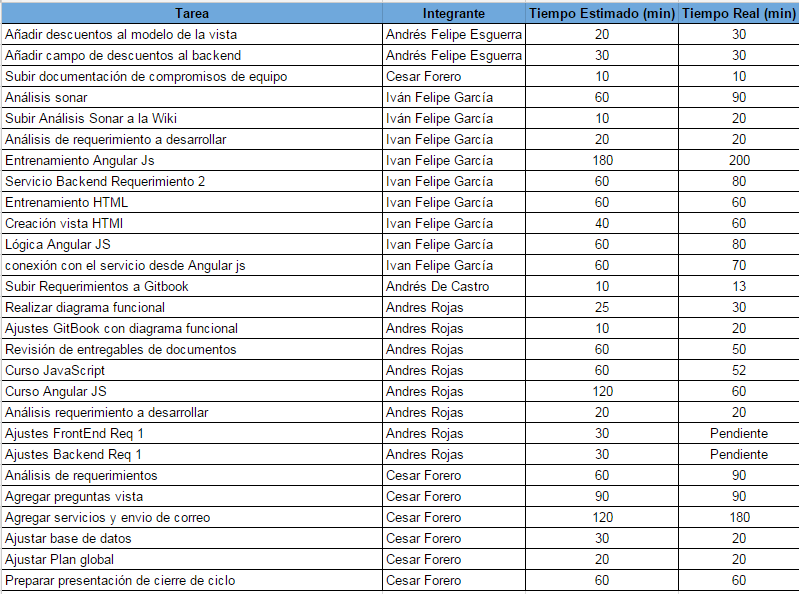 Tarea Integrante Tiempo Estimado (min) Tiempo Real (min)
Añadir descuentos al modelo de la vista Andrés Felipe Esguerra 20 30
Añadir campo de descuentos al backend Andrés Felipe Esguerra 30 30
Subir documentación de compromisos de equipo Cesar Forero 10 10
Análisis sonar Iván Felipe García 60 90
Subir Análisis Sonar a la Wiki Iván Felipe García 10 20
Análisis de requerimiento a desarrollar Ivan Felipe García 20 20
Entrenamiento Angular Js Ivan Felipe García 180 200
Servicio Backend Requerimiento 2 Ivan Felipe García 60 80
Entrenamiento HTML Ivan Felipe García 60 60
Creación vista HTMl Ivan Felipe García 40 60
Lógica Angular JS Ivan Felipe García 60 80
conexión con el servicio desde Angular js Ivan Felipe García 60 70
Subir Requerimientos a Gitbook Andrés De Castro 10 13
Realizar diagrama funcional Andres Rojas 25 30
Ajustes GitBook con diagrama funcional Andres Rojas 10 20
Revisión de entregables de documentos Andres Rojas 60 50
Curso JavaScript Andres Rojas 60 52
Curso Angular JS Andres Rojas 120 60
Análisis requerimiento a desarrollar Andres Rojas 20 20
Ajustes FrontEnd Req 1 Andres Rojas 30 Pendiente
Ajustes Backend Req 1 Andres Rojas 30 Pendiente
Análisis de requerimientos Cesar Forero 60 90
Agregar preguntas vista Cesar Forero 90 90
Agregar servicios y envio de correo Cesar Forero 120 180
Ajustar base de datos Cesar Forero 30 20
Ajustar Plan global Cesar Forero 20 20
Preparar presentación de cierre de ciclo Cesar Forero 60 60